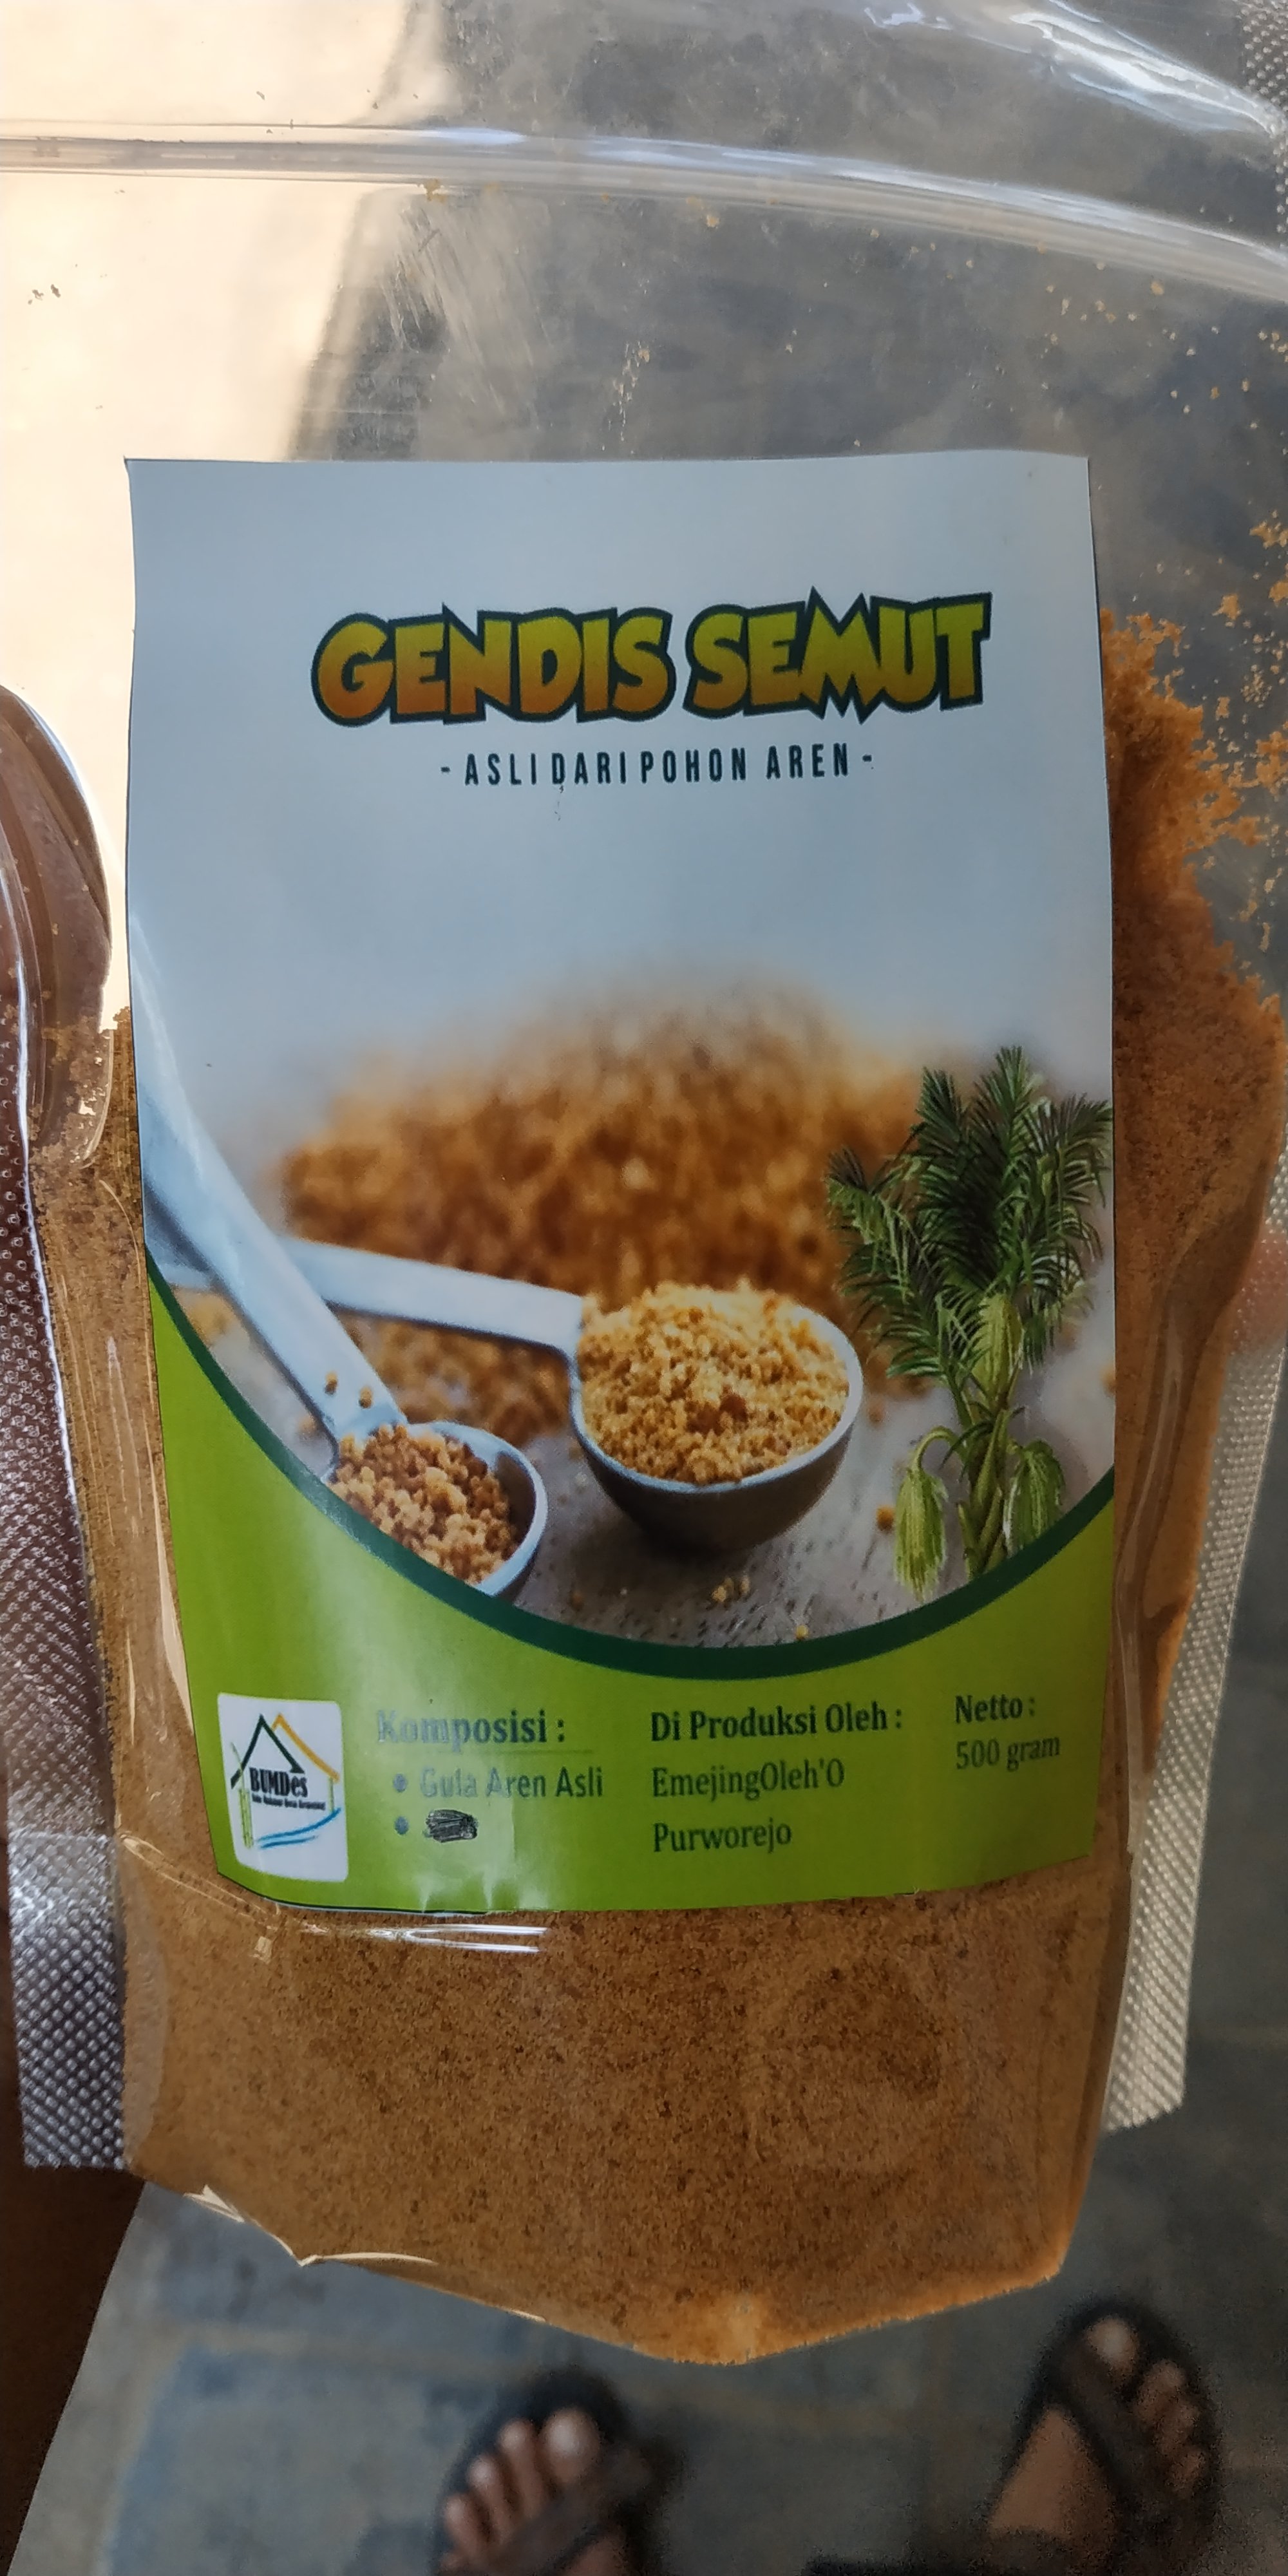 GENDIS SEMUT
- ASLI DARI POHON AREN -
BUMDes
Komposisi :
• Gula Aren Asli
•
Di Produksi Oleh :
EmejingOleh'O
Purworejo
Netto :
500 gram